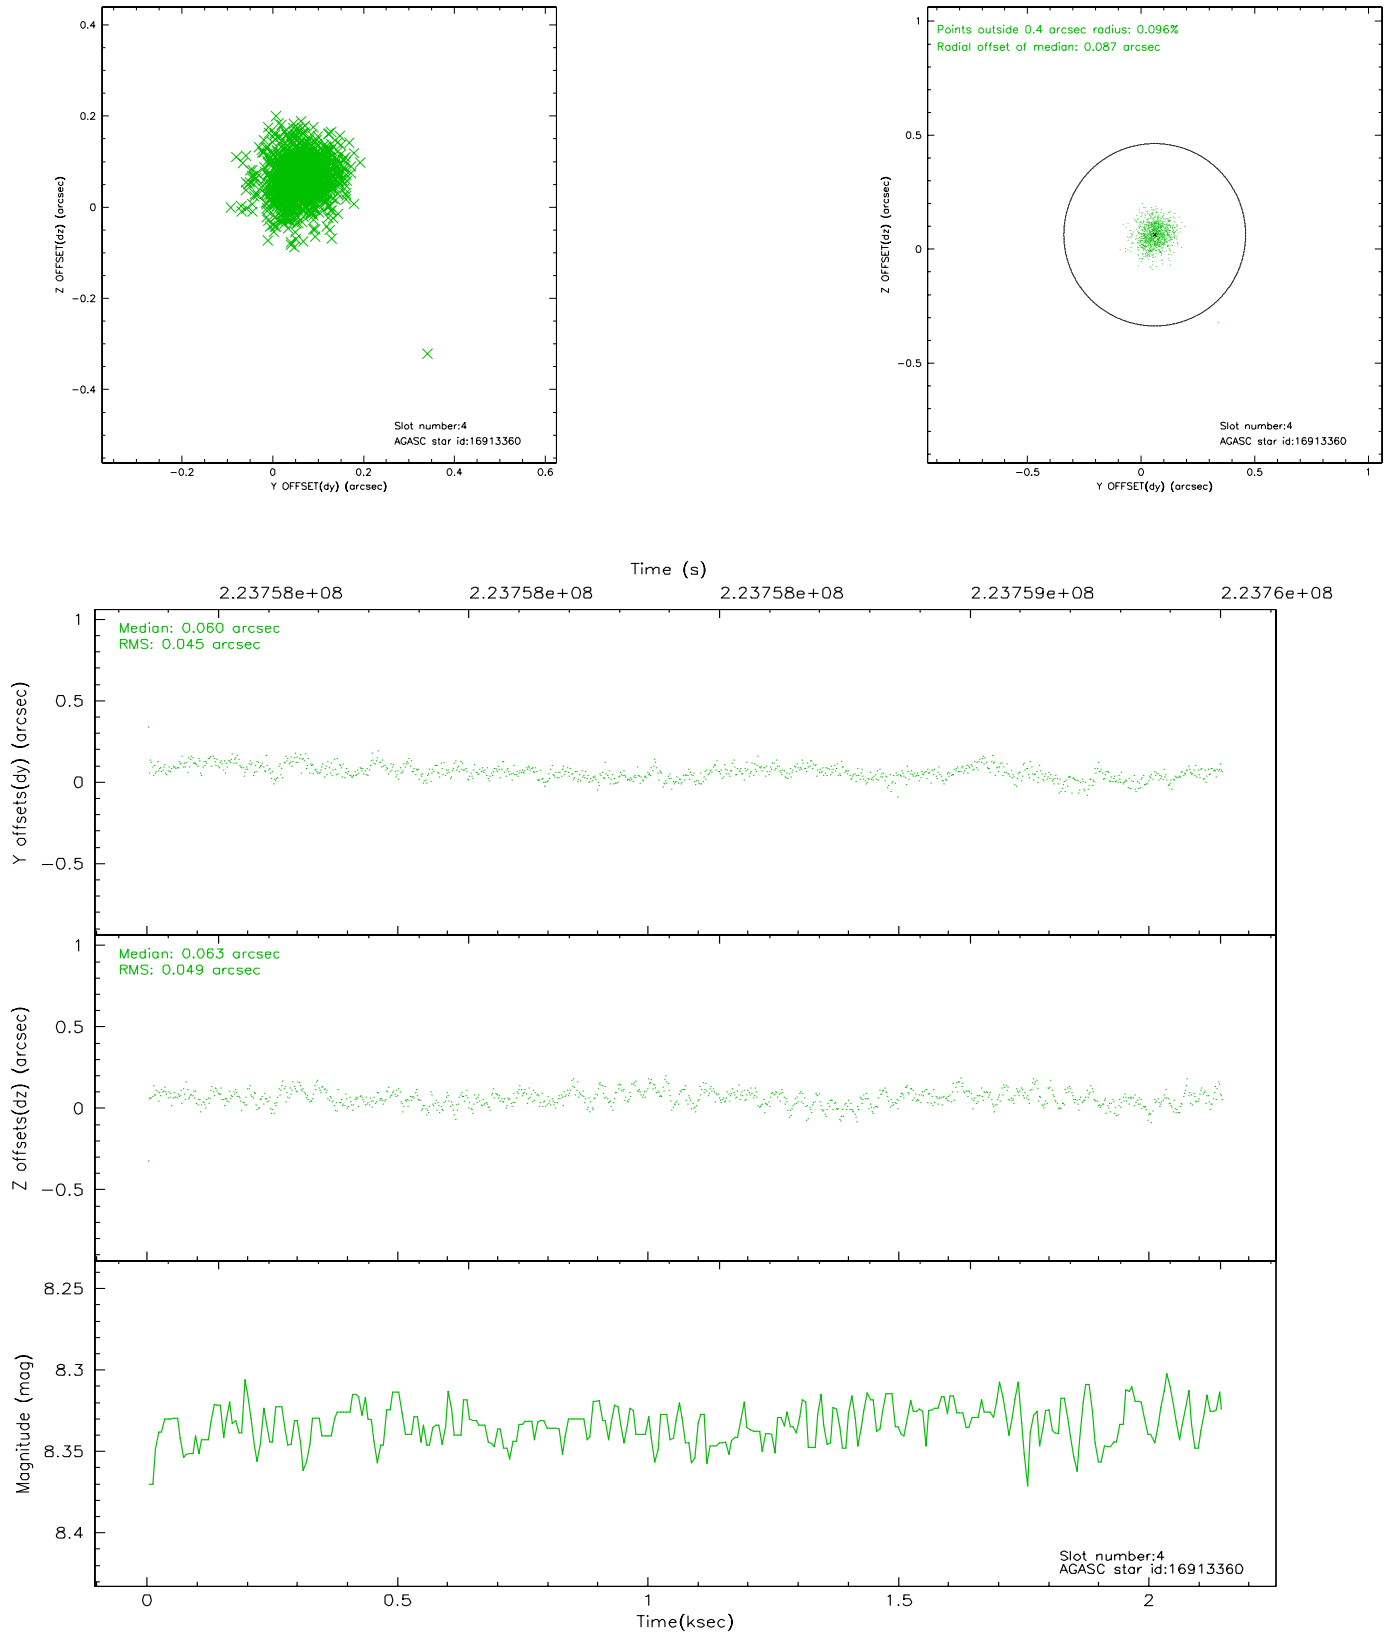 0.4
0.2
0
−0.2
−0.4
Z OFFSET(dz) (arcsec)
Slot number:4
AGASC star id:16913360
−0.2 0 0.2 0.4 0.6
Y OFFSET(dy) (arcsec)
Points outside 0.4 arcsec radius: 0.096%
Radial offset of median: 0.087 arcsec
1
0.5
0
−0.5
Z OFFSET(dz) (arcsec)
Slot number:4
AGASC star id:16913360
−0.5 0 0.5 1
Y OFFSET(dy) (arcsec)
Time (s)
2.23758e+08 2.23758e+08 2.23758e+08 2.23759e+08 2.2376e+08
Median: 0.060 arcsec
RMS: 0.045 arcsec
1
0.5
0
−0.5
Y offsets(dy) (arcsec)
Median: 0.063 arcsec
RMS: 0.049 arcsec
1
0.5
0
−0.5
Z offsets(dz) (arcsec)
8.25
8.3
8.35
8.4
Magnitude (mag)
Slot number:4
AGASC star id:16913360
0 0.5 1 1.5 2
Time(ksec)